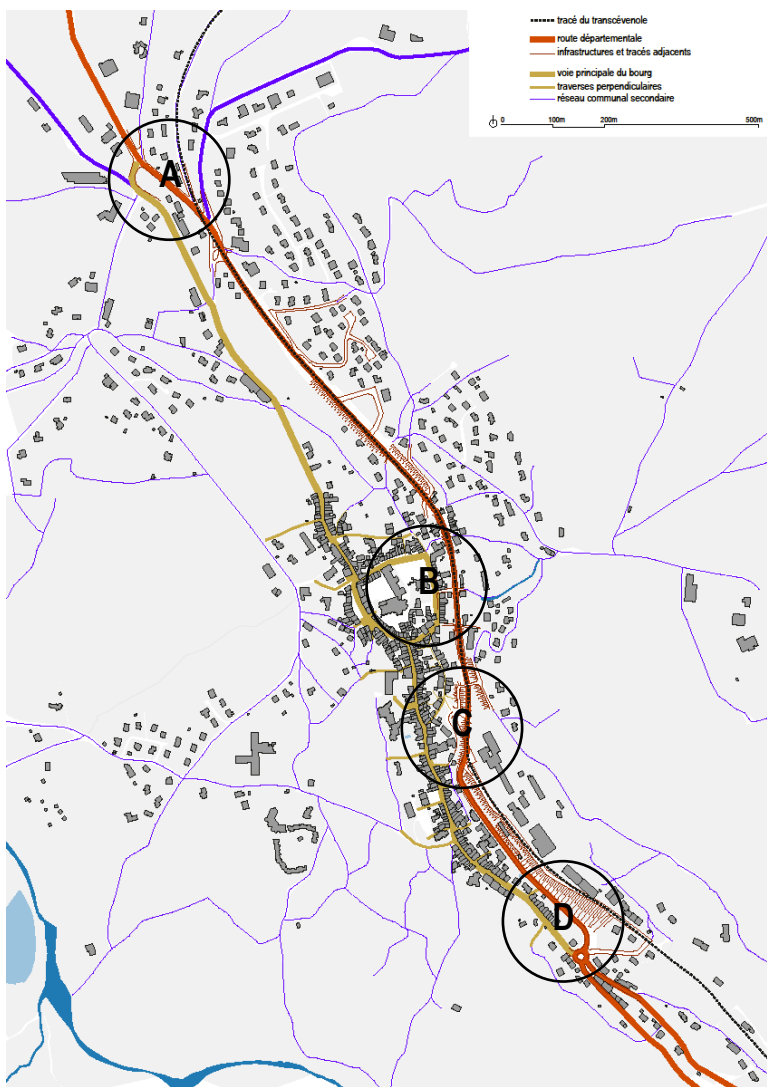 tracé du transcévenole
route départementale
infrastructures et tracés adjacents
voie principale du bourg
traverses perpendiculaires
réseau communal secondaire
0 100m 200m 500m
A
B
C
D